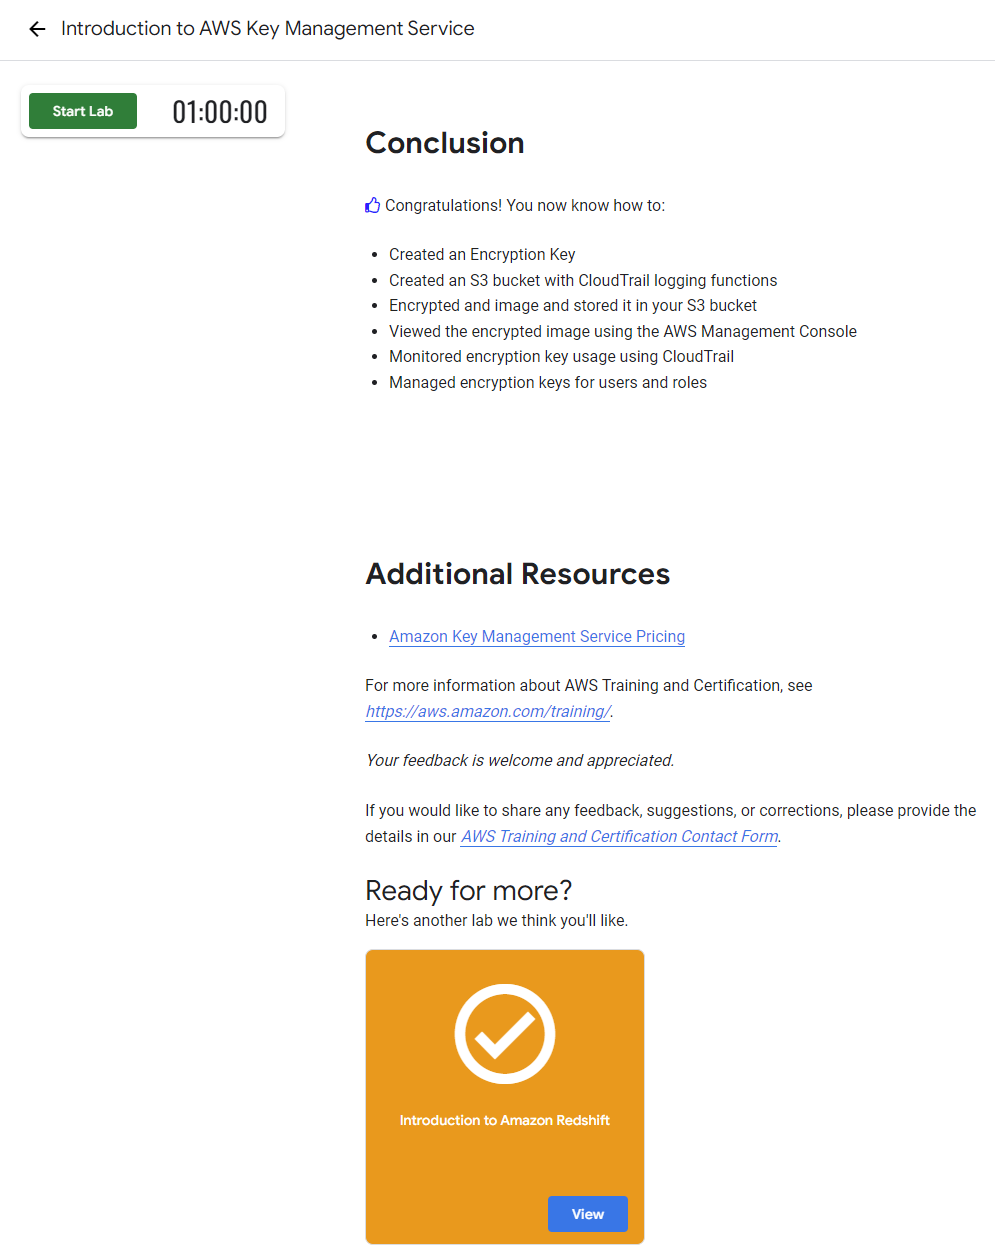 Introduction to AWS Key Management Service
Start Lab
01:00:00
Conclusion
Congratulations! You now know how to:
Created an Encryption Key
Created an S3 bucket with CloudTrail logging functions
Encrypted and image and stored it in your S3 bucket
Viewed the encrypted image using the AWS Management Console
Monitored encryption key usage using CloudTrail
Managed encryption keys for users and roles
Additional Resources
Amazon Key Management Service Pricing
For more information about AWS Training and Certification, see
https://aws.amazon.com/training/.
Your feedback is welcome and appreciated.
If you would like to share any feedback, suggestions, or corrections, please provide the
details in our AWS Training and Certification Contact Form.
Ready for more?
Here's another lab we think you'll like.
Introduction to Amazon Redshift
View